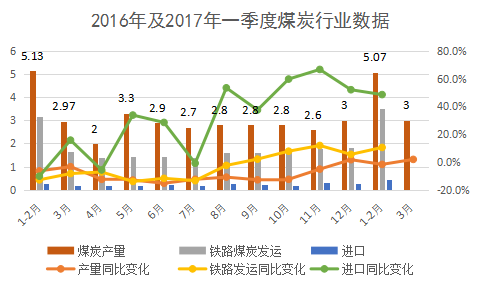 2016年及2017年一季度煤炭行业数据
6 80.0%
5.13 5.07
5 60.0%
4 40.0%
3.3
2.97 2.9 2.7 2.8 2.8 2.8 2.6 3 3
3 20.0%
2
2 0.0%
1 -20.0%
0
1-2月 3月 4月 5月 6月 7月 8月 9月 10月 11月 12月 1-2月 3月
煤炭产量 铁路煤炭发运 进口
产量同比变化 铁路发运同比变化 进口同比变化